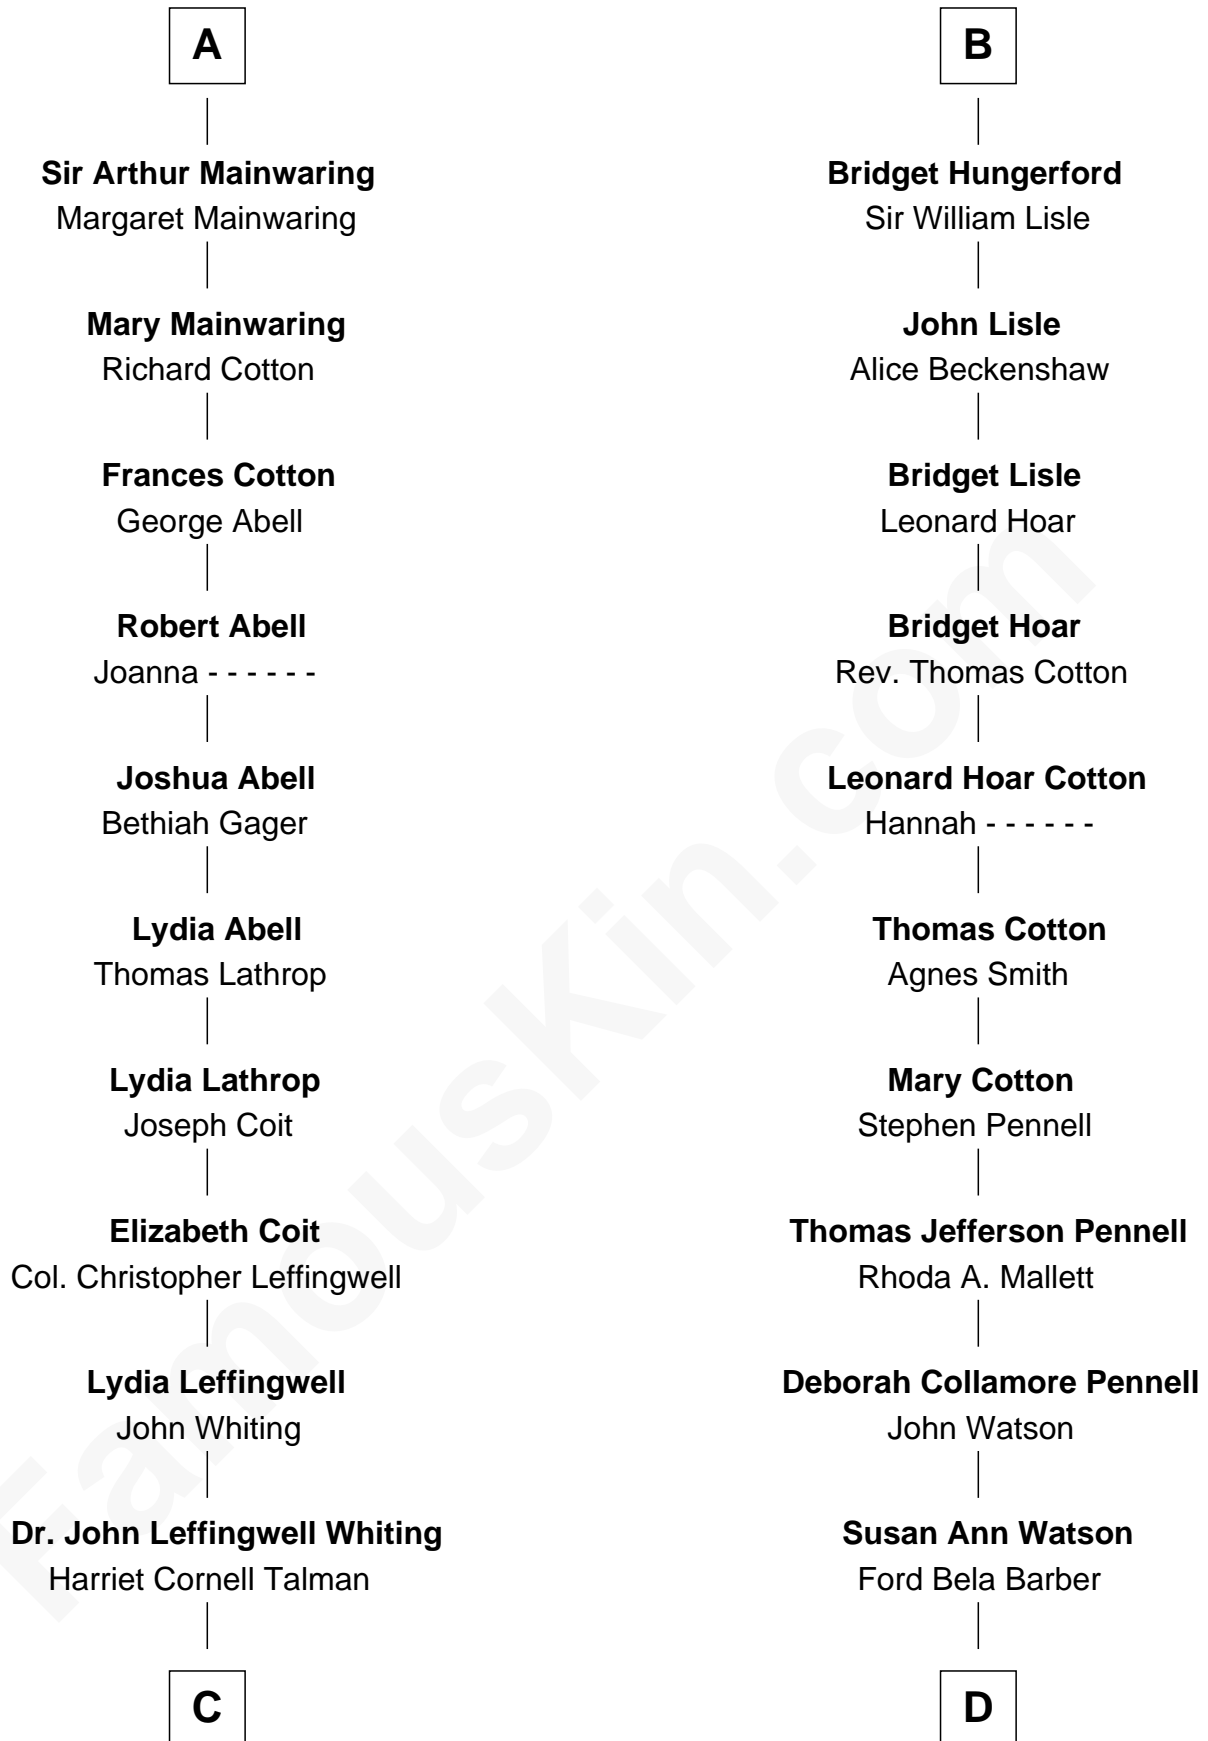 A
Sir Arthur Mainwaring
Margaret Mainwaring
Mary Mainwaring
Richard Cotton
Frances Cotton
George Abell
Robert Abell
Joanna - - - - - -
Joshua Abell
Bethiah Gager
Lydia Abell
Thomas Lathrop
Lydia Lathrop
Joseph Coit
Elizabeth Coit
Col. Christopher Leffingwell
Lydia Leffingwell
John Whiting
Dr. John Leffingwell Whiting
Harriet Cornell Talman
C
B
Bridget Hungerford
Sir William Lisle
John Lisle
Alice Beckenshaw
Bridget Lisle
Leonard Hoar
Bridget Hoar
Rev. Thomas Cotton
Leonard Hoar Cotton
Hannah - - - - - -
Thomas Cotton
Agnes Smith
Mary Cotton
Stephen Pennell
Thomas Jefferson Pennell
Rhoda A. Mallett
Deborah Collamore Pennell
John Watson
Susan Ann Watson
Ford Bela Barber
D
FamousKin.com